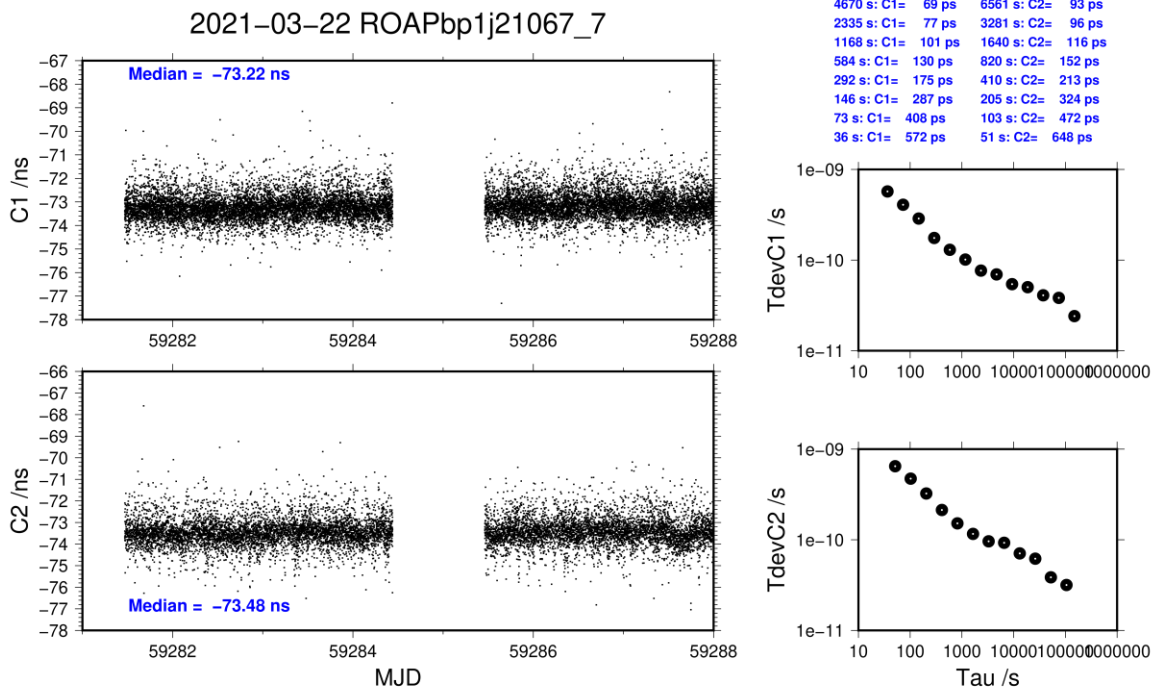 2021−03−22 ROAPbp1j21067_7
4670 s: C1= 69 ps 6561 s: C2= 93 ps
2335 s: C1= 77 ps 3281 s: C2= 96 ps
1168 s: C1= 101 ps 1640 s: C2= 116 ps
584 s: C1= 130 ps 820 s: C2= 152 ps
292 s: C1= 175 ps 410 s: C2= 213 ps
146 s: C1= 287 ps 205 s: C2= 324 ps
73 s: C1= 408 ps 103 s: C2= 472 ps
36 s: C1= 572 ps 51 s: C2= 648 ps
Median = −73.22 ns
C1 /ns
−67
−68
−69
−70
−71
−72
−73
−74
−75
−76
−77
−78
59282 59284 59286 59288
TdevC1 /s
1e−09
1e−10
1e−11
10 100 1000 10000 100000 1000000
C2 /ns
−66
−67
−68
−69
−70
−71
−72
−73
−74
−75
−76
−77
−78
Median = −73.48 ns
59282 59284 59286 59288
MJD
TdevC2 /s
1e−09
1e−10
1e−11
10 100 1000 10000 100000 1000000
Tau /s